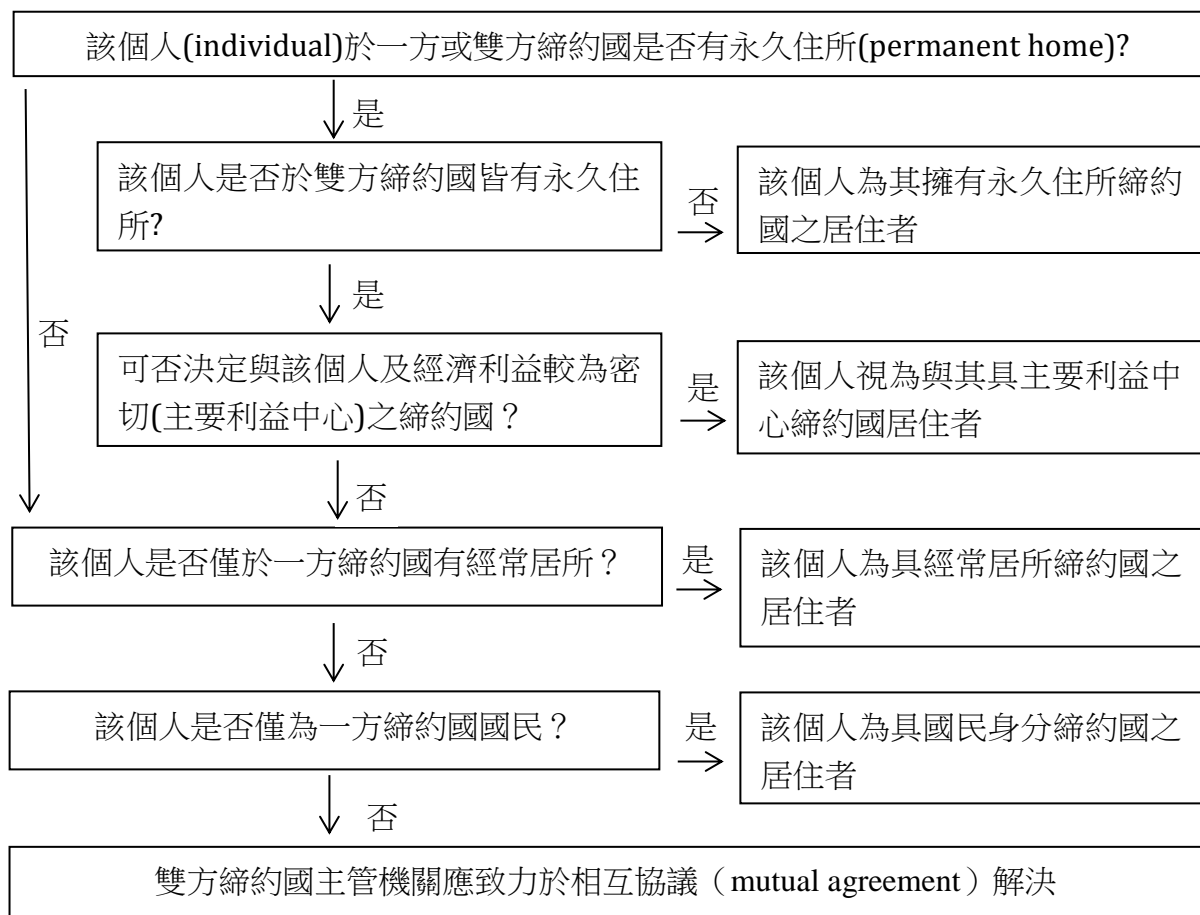 該個人(individual)於一方或雙方締約國是否有永久住所(permanent home)?
是
該個人是否於雙方締約國皆有永久住
所?
否
該個人為其擁有永久住所締約
國之居住者
是
否
可否決定與該個人及經濟利益較為密
切(主要利益中心)之締約國？
是
該個人視為與其具主要利益中
心締約國居住者
否
該個人是否僅於一方締約國有經常居所？
是
該個人為具經常居所締約國之
居住者
否
該個人是否僅為一方締約國國民？
是
該個人為具國民身分締約國之
居住者
否
雙方締約國主管機關應致力於相互協議（mutual agreement）解決